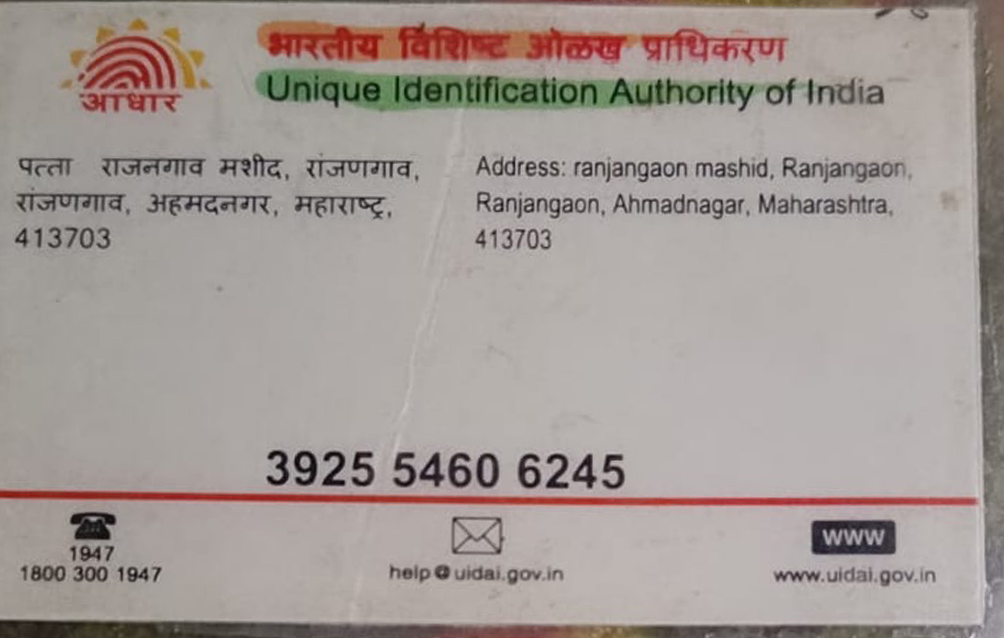 आधार
भारतीय विशिष्ट ओळख प्राधिकरण
Unique Identification Authority of India
पत्ता राजनगाव मशीद, रांजणगाव,
रांजणगाव, अहमदनगर, महाराष्ट्र,
413703
Address: ranjangaon mashid, Ranjangaon,
Ranjangaon, Ahmadnagar, Maharashtra,
413703
3925 5460 6245
1947
1800 300 1947
help@uidai.gov.in
www
www.uidai.gov.in